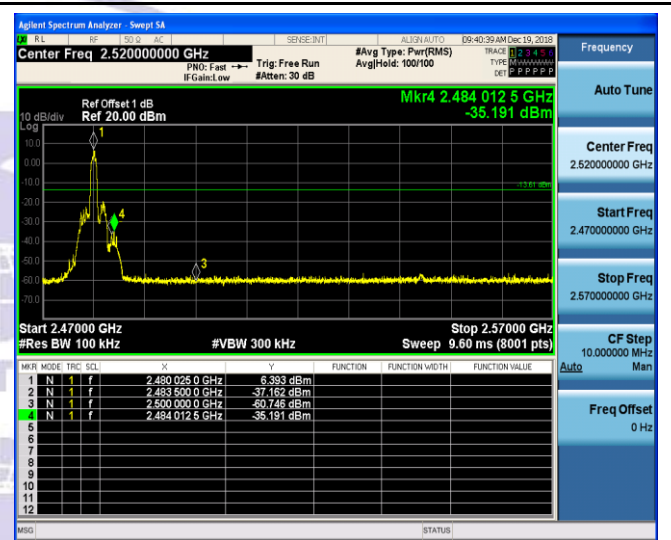 Agilent Spectrum Analyzer - Swept SA
RL RF 50 Ω AC SENSE:INT ALIGN AUTO 09:40:39 AM Dec 19, 2018
Center Freq 2.520000000 GHz #Avg Type: Pwr(RMS) TRACE 1 2 3 4 5 6
PNO: Fast Trig: Free Run Avg|Hold: 100/100 TYPE M
IFGain:Low #Atten: 30 dB DET P P P P P
Frequency
Auto Tune
Center Freq
2.520000000 GHz
Start Freq
2.470000000 GHz
Stop Freq
2.570000000 GHz
CF Step
10.000000 MHz
Auto Man
Freq Offset
0 Hz
Mkr4 2.484 012 5 GHz
-35.191 dBm
Ref Offset 1 dB
10 dB/div Ref 20.00 dBm
Log
1
10.0
0.00
-10.0
-13.61 dBm
-20.0
4
-30.0
-40.0
3
-50.0
-60.0
-70.0
Start 2.47000 GHz Stop 2.57000 GHz
#Res BW 100 kHz #VBW 300 kHz Sweep 9.60 ms (8001 pts)
MKR MODE TRC SCL X Y FUNCTION FUNCTION WIDTH FUNCTION VALUE
1 N 1 f 2.480 025 0 GHz 6.393 dBm
2 N 1 f 2.483 500 0 GHz -37.162 dBm
3 N 1 f 2.500 000 0 GHz -60.746 dBm
4 N 1 f 2.484 012 5 GHz -35.191 dBm
5
6
7
8
9
10
11
12
MSG STATUS